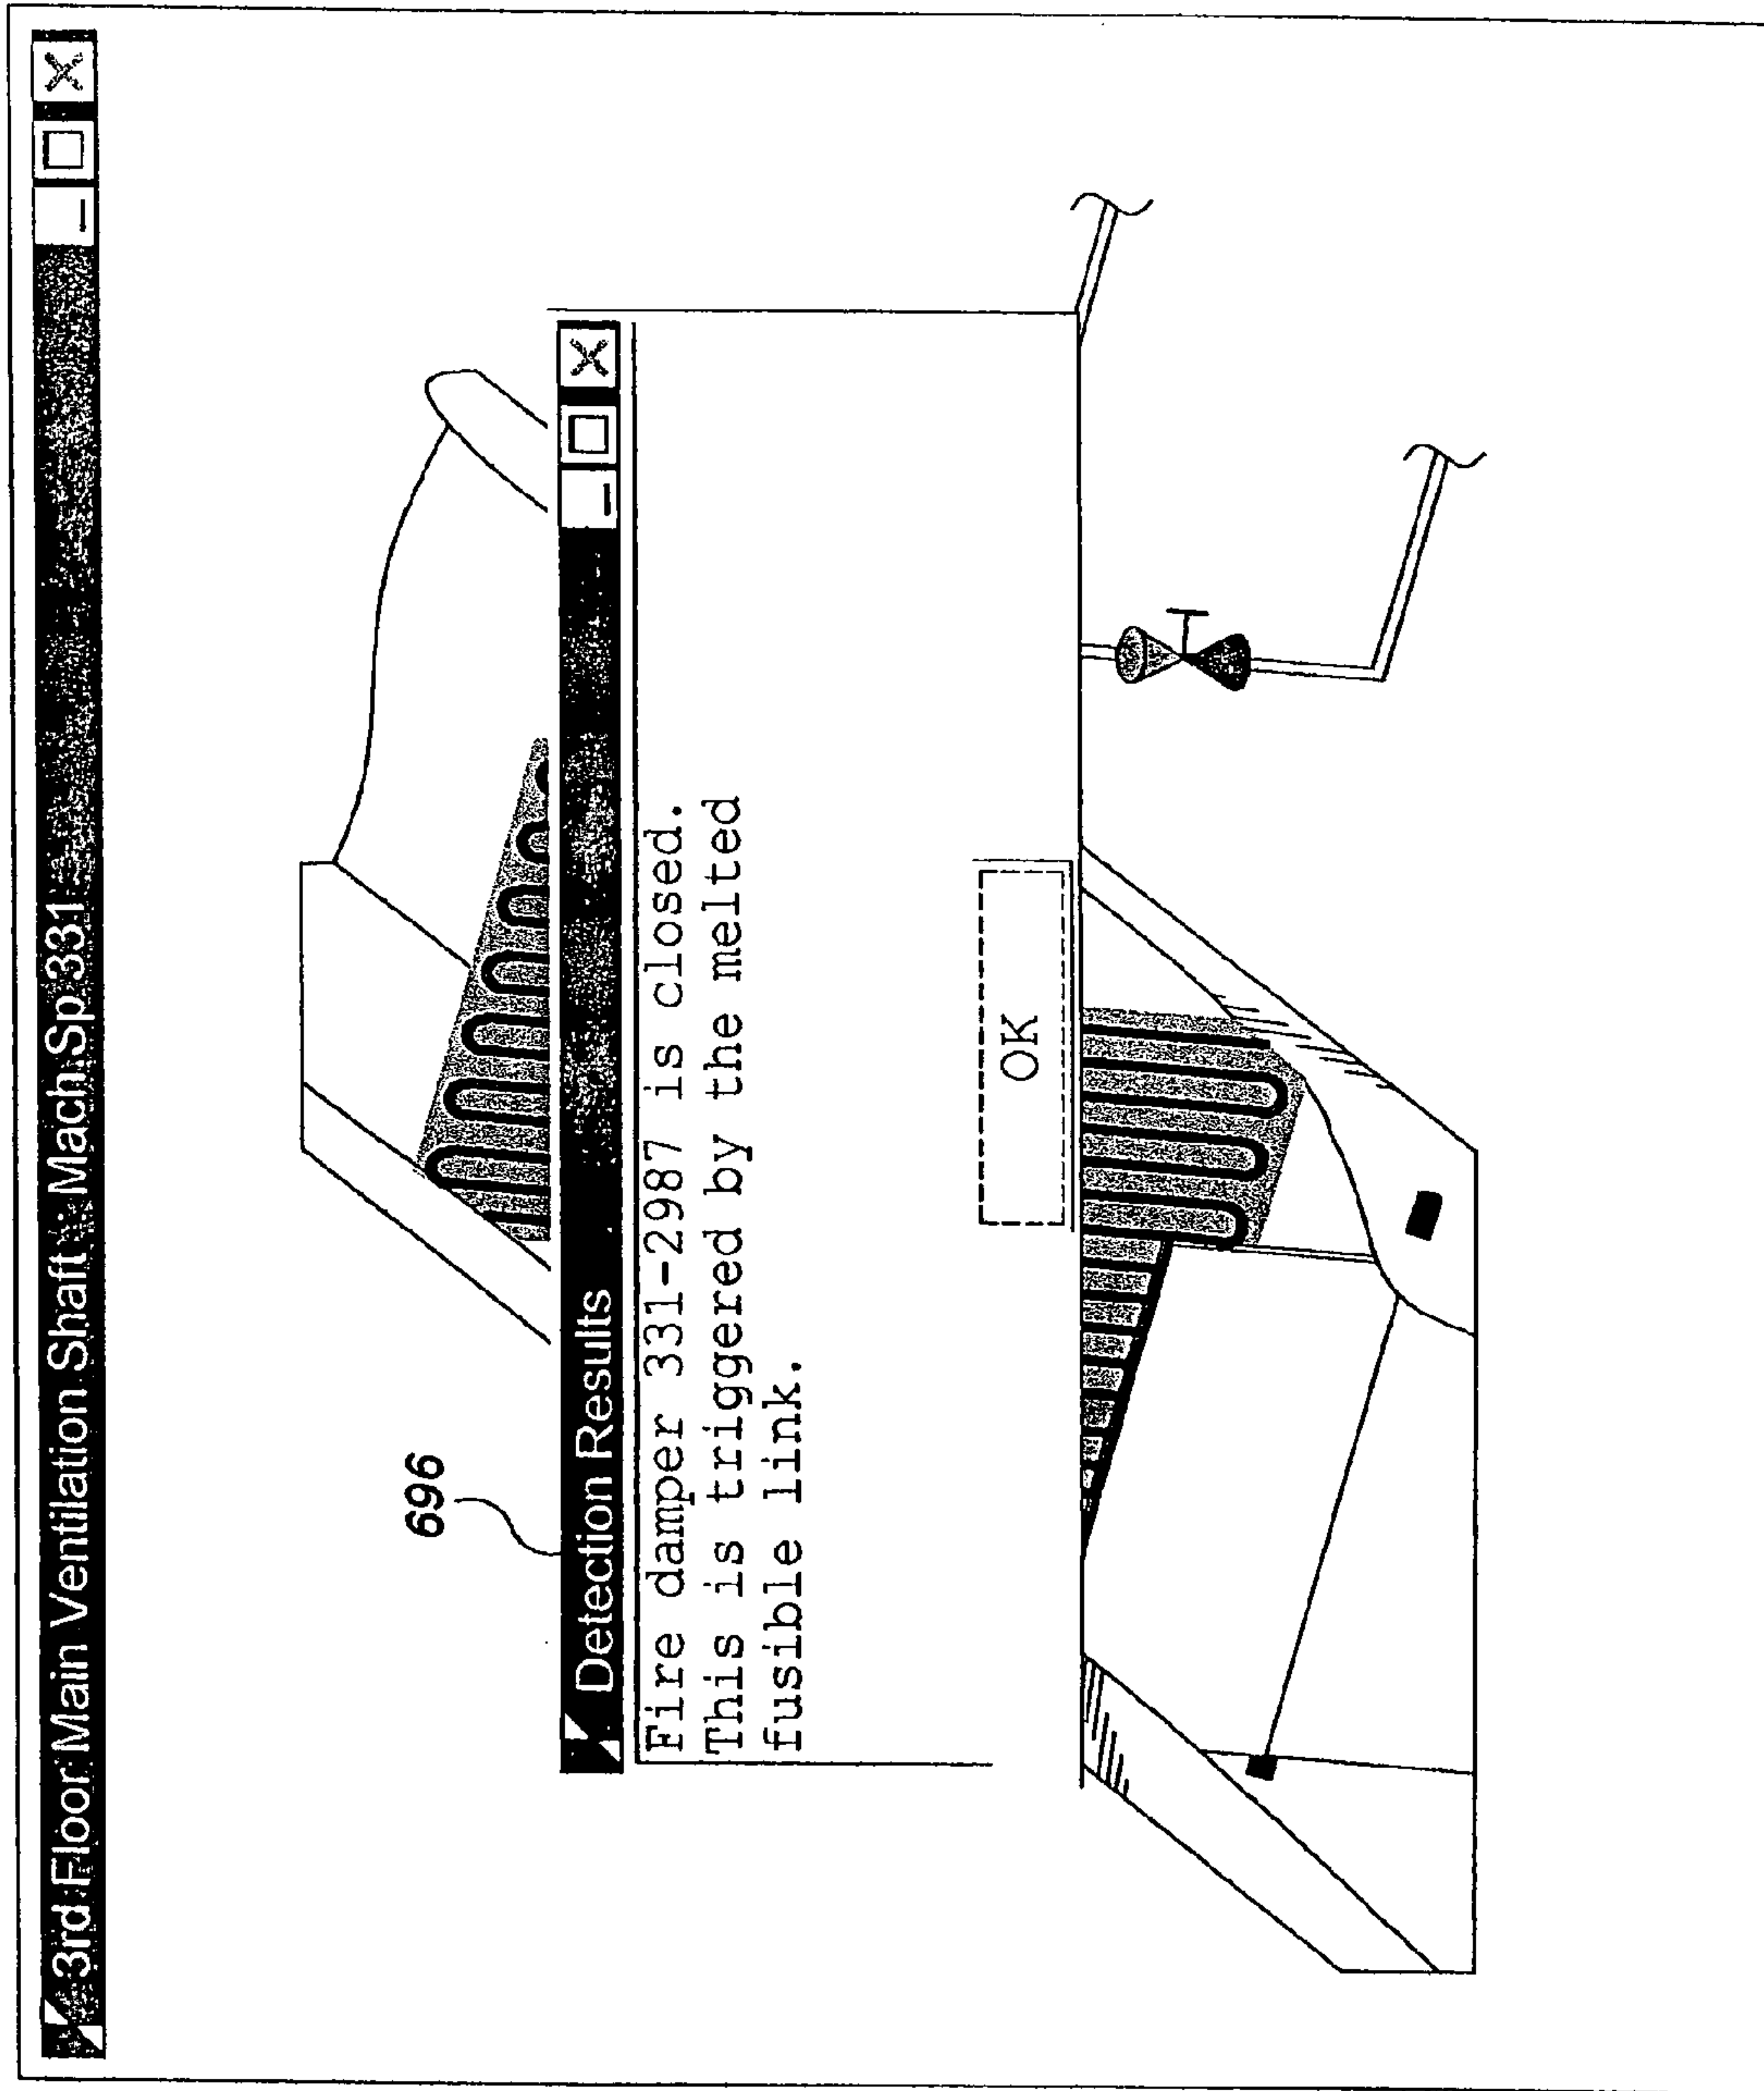 3rd Floor Main Ventilation Shaft : Mach Sp 331
696
Detection Results
Fire damper 331-2987 is closed.
This is triggered by the melted
fusible link.
OK